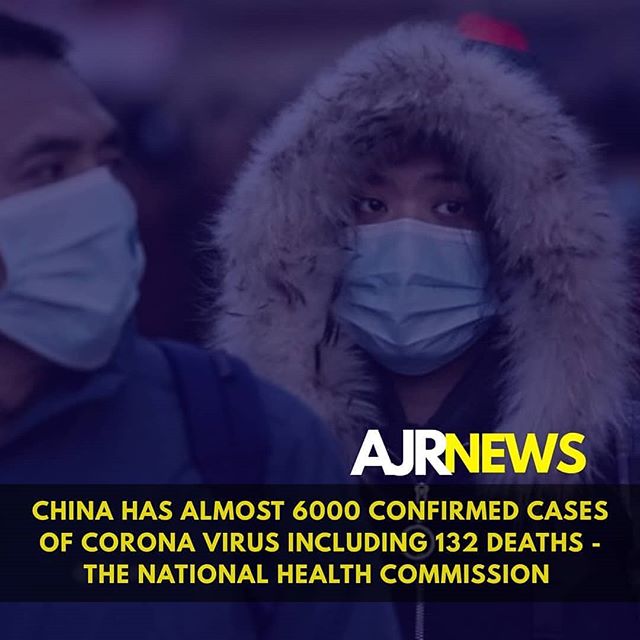 AJRNEWS
CHINA HAS ALMOST 6000 CONFIRMED CASES
OF CORONA VIRUS INCLUDING 132 DEATHS -
THE NATIONAL HEALTH COMMISSION